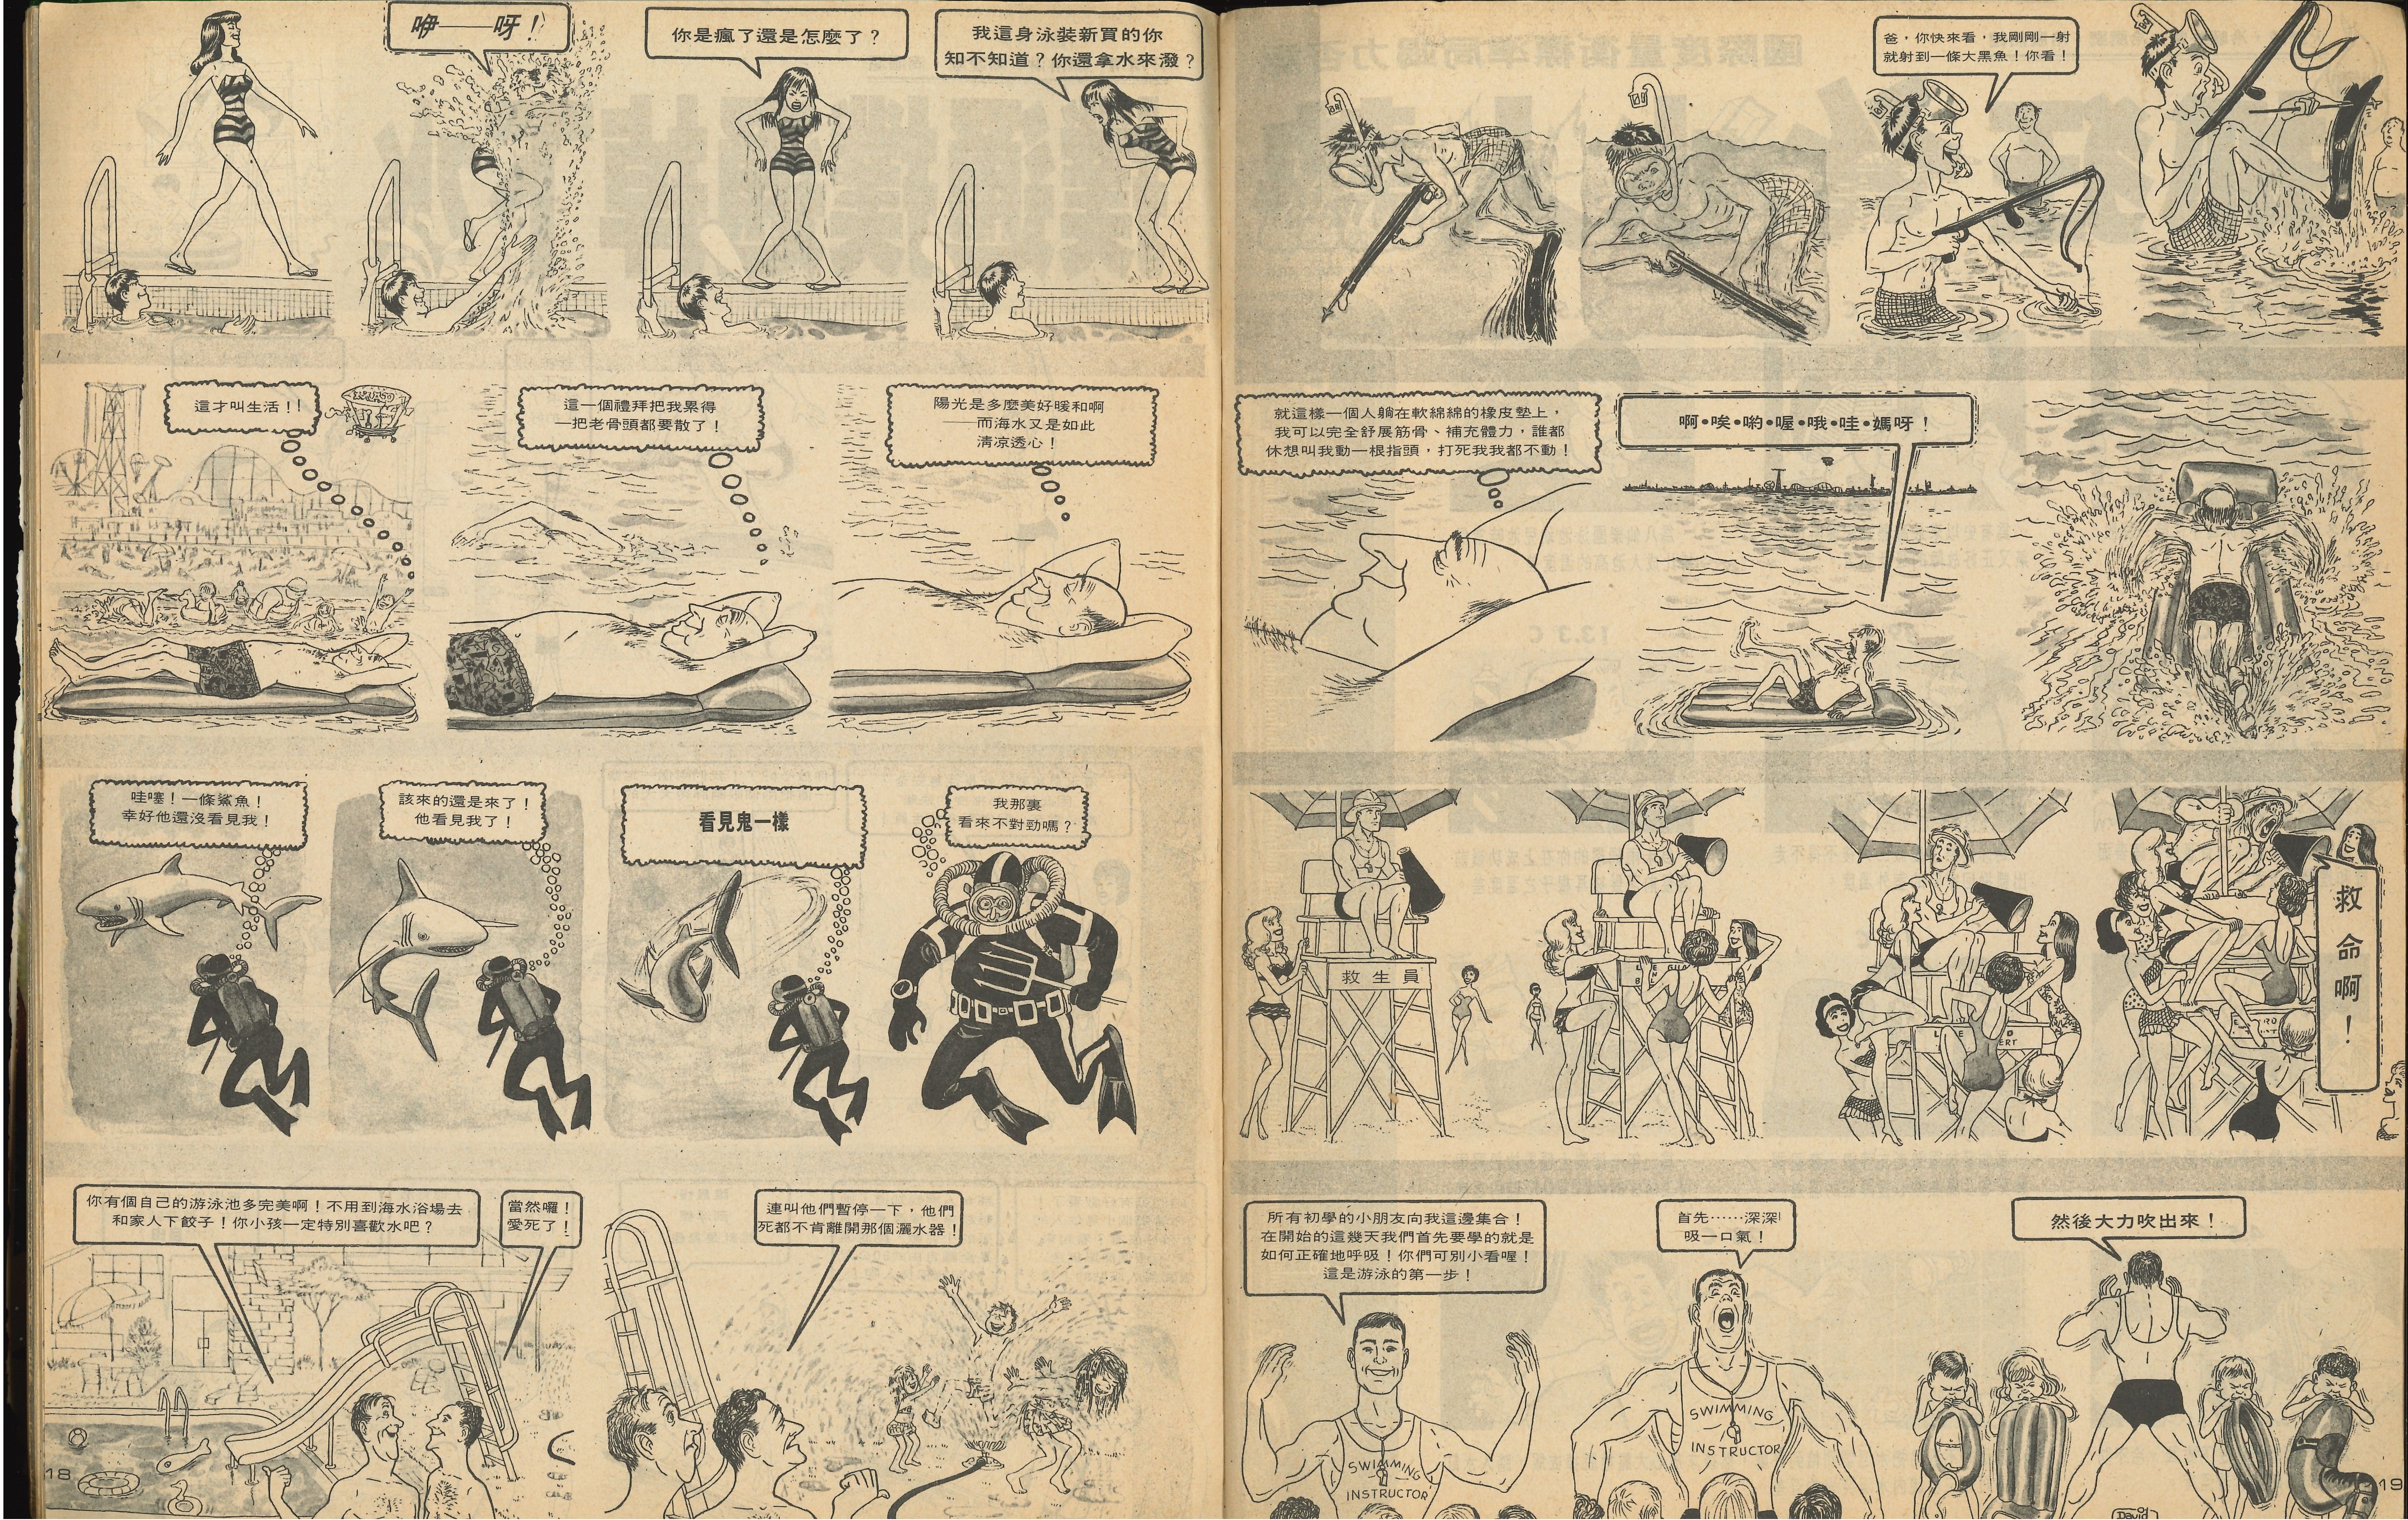 咿——呀！
你是瘋了還是怎麼了？
我這身泳裝新買的你
知不知道？你還拿水來潑？
這才叫生活！！
這一個禮拜把我累得
一把老骨頭都要散了！
陽光是多麼美好暖和啊
——而海水又是如此
清凉透心！
哇噻！一條鯊魚！
幸好他還沒看見我！
該來的還是來了！
他看見我了！
看見鬼一樣
我那裏
看來不對勁嗎？
你有個自己的游泳池多完美啊！不用到海水浴場去
和家人下餃子！你小孩一定特別喜歡水吧？
當然囉！
愛死了！
連叫他們暫停一下，他們
死都不肯離開那個灑水器！
18
爸，你快來看，我剛剛一射
就射到一條大黑魚！你看！
就這樣一個人躺在軟綿綿的橡皮墊上，
我可以完全舒展筋骨、補充體力，誰都
休想叫我動一根指頭，打死我我都不動！
啊•唉•喲•喔•哦•哇•媽呀！
救生員
救命啊！
所有初學的小朋友向我這邊集合！
在開始的這幾天我們首先要學的就是
如何正確地呼吸！你們可別小看喔！
這是游泳的第一步！
SWIMMING
INSTRUCTOR
首先……深深
吸一口氣！
SWIMMING
INSTRUCTOR
然後大力吹出來！
19